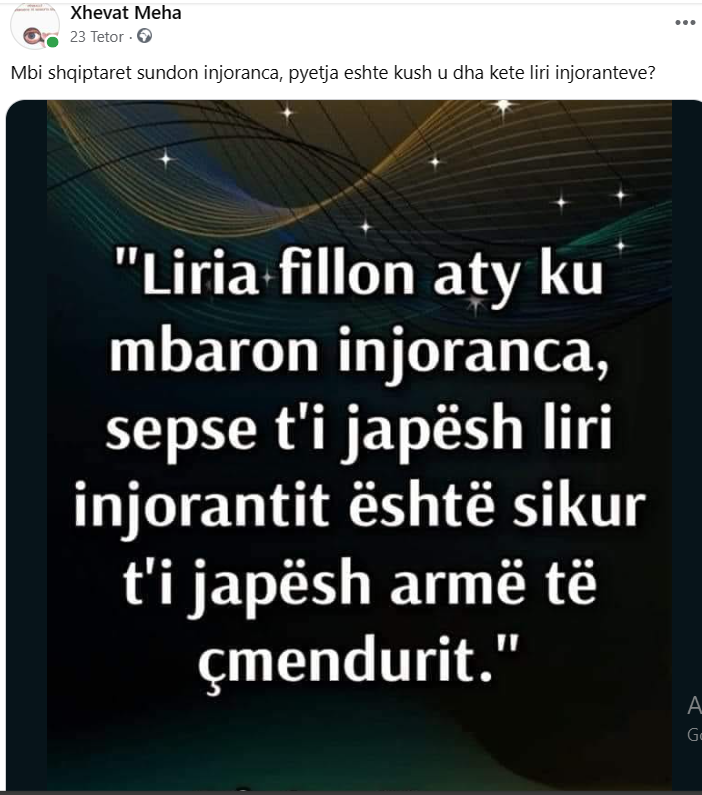 Xhevat Meha
23 Tetor ·
Mbi shqiptaret sundon injoranca, pyetja eshte kush u dha kete liri injoranteve?
"Liria fillon aty ku
mbaron injoranca,
sepse t'i japësh liri
injorantit është sikur
t'i japësh armë të
çmendurit."